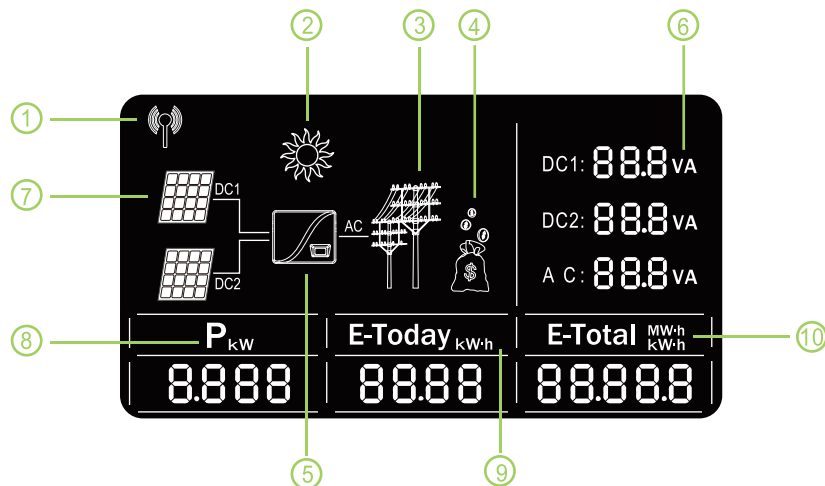 ② ③ ④ ⑥
①
DC1: 88.8 VA
⑦ DC1
AC DC2: 88.8 VA
$
DC2 A C: 88.8 VA
⑧ P kW E-Today kW·h E-Total MW·h kW·h ⑩
8.888 88.88 88.88.8
⑤ ⑨